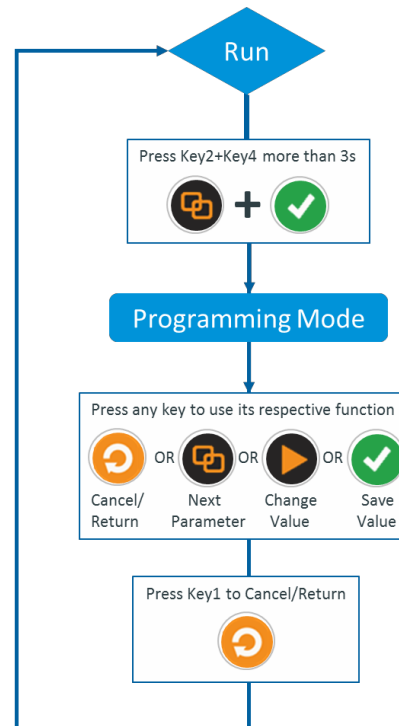 Run
Press Key2+Key4 more than 3s
+
Programming Mode
Press any key to use its respective function
OR OR OR
Cancel/ Next Change Save
Return Parameter Value Value
Press Key1 to Cancel/Return